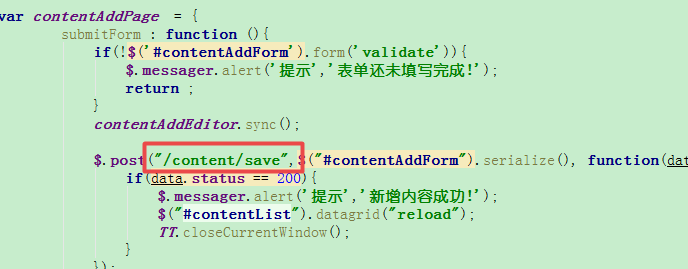 var contentAddPage = {
submitForm : function (){
if(!$('#contentAddForm').form('validate')){
$.messager.alert('提示','表单还未填写完成!');
return ;
}
contentAddEditor.sync();
$.post("/content/save",$("#contentAddForm").serialize(), function(dat
if(data.status == 200){
$.messager.alert('提示','新增内容成功!');
$("#contentList").datagrid("reload");
TT.closeCurrentWindow();
}
});